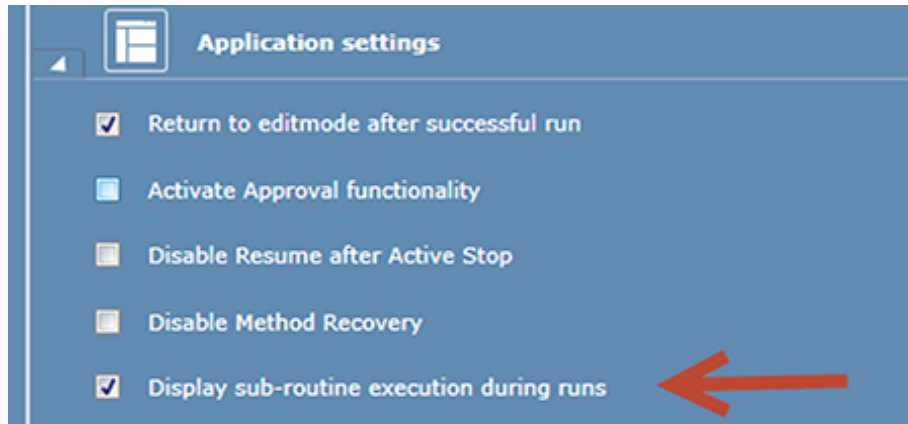 Application settings
Return to editmode after successful run
Activate Approval functionality
Disable Resume after Active Stop
Disable Method Recovery
Display sub-routine execution during runs